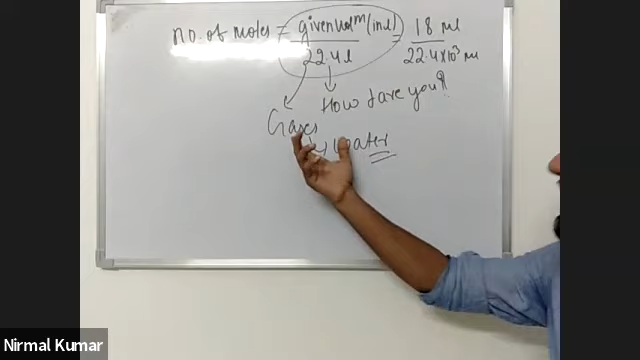 no. of moles = given volm (in l) / 22.4 l = 18 ml / 22.4 × 10³ ml
How dare you?
Gases
water
Nirmal Kumar